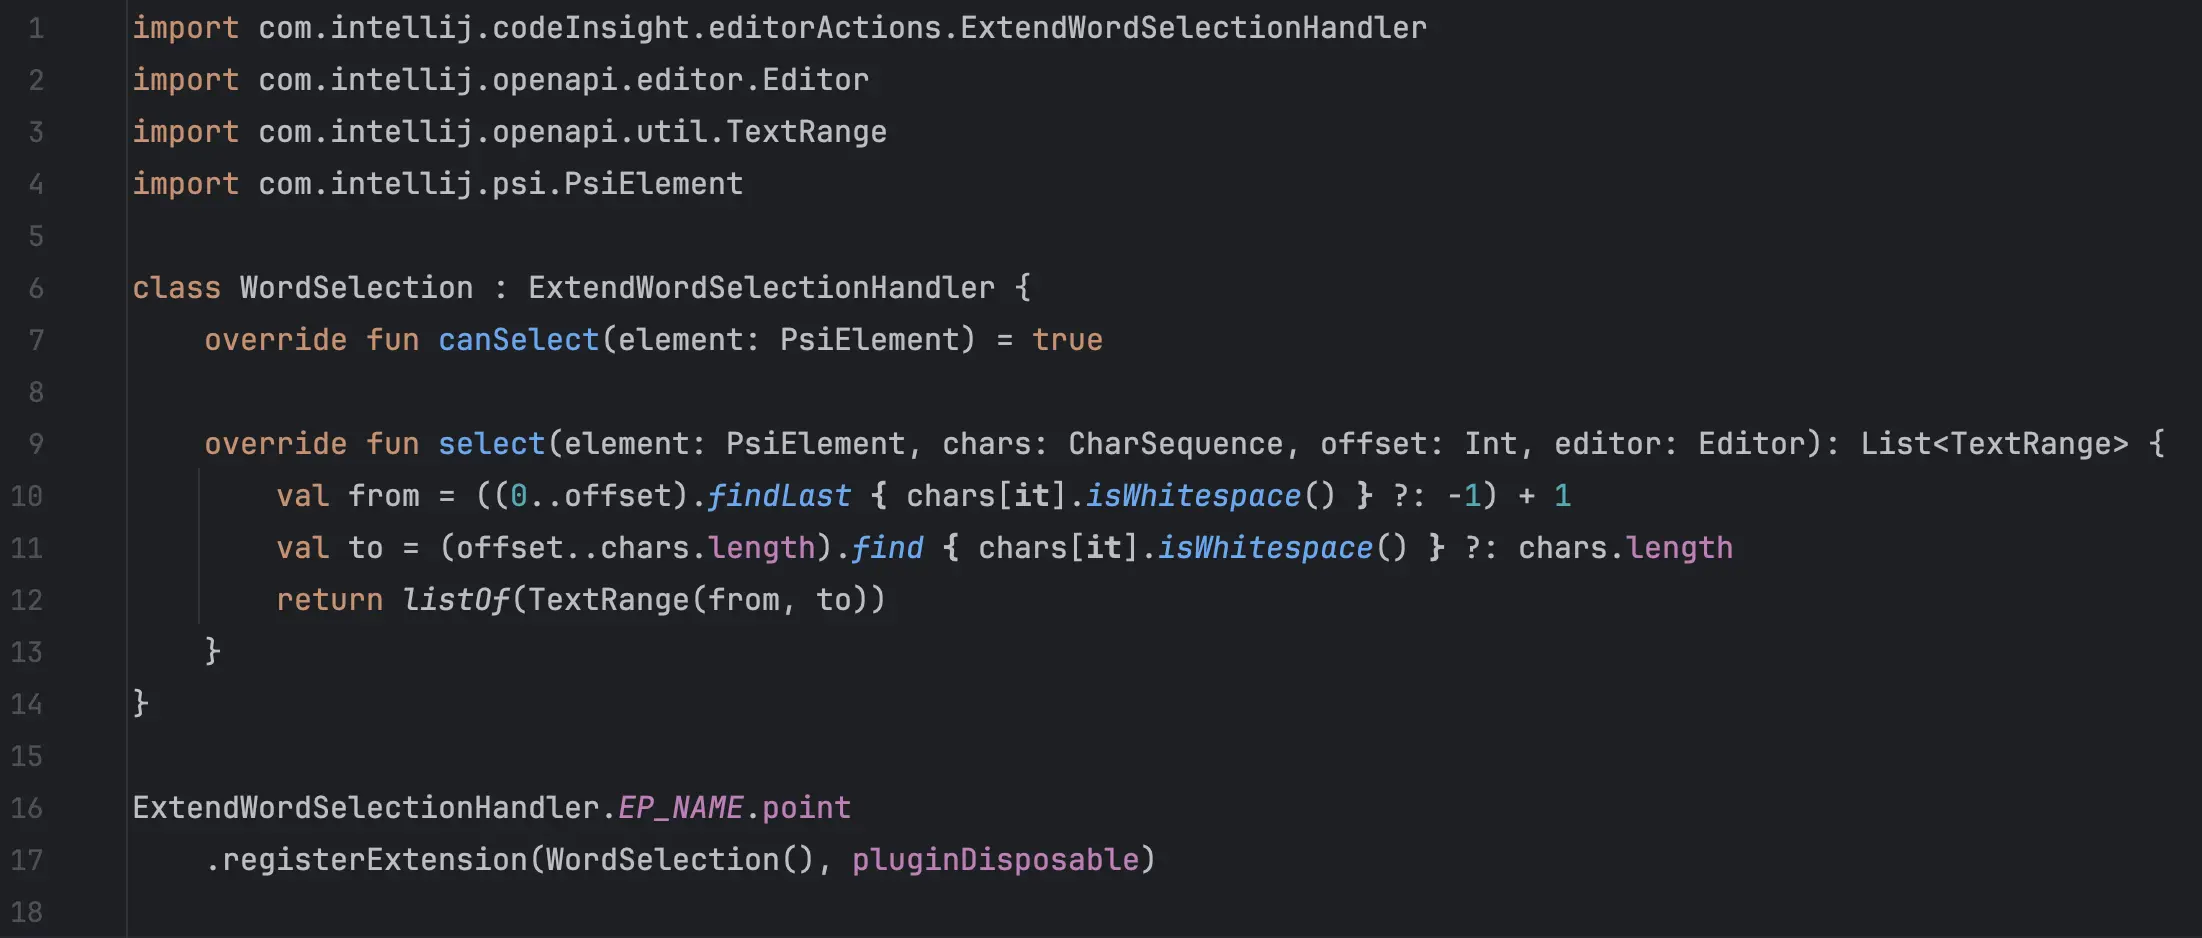 1 import com.intellij.codeInsight.editorActions.ExtendWordSelectionHandler
2 import com.intellij.openapi.editor.Editor
3 import com.intellij.openapi.util.TextRange
4 import com.intellij.psi.PsiElement
5
6 class WordSelection : ExtendWordSelectionHandler {
7     override fun canSelect(element: PsiElement) = true
8
9     override fun select(element: PsiElement, chars: CharSequence, offset: Int, editor: Editor): List<TextRange> {
10         val from = ((0..offset).findLast { chars[it].isWhitespace() } ?: -1) + 1
11         val to = (offset..chars.length).find { chars[it].isWhitespace() } ?: chars.length
12         return listOf(TextRange(from, to))
13     }
14 }
15
16 ExtendWordSelectionHandler.EP_NAME.point
17     .registerExtension(WordSelection(), pluginDisposable)
18